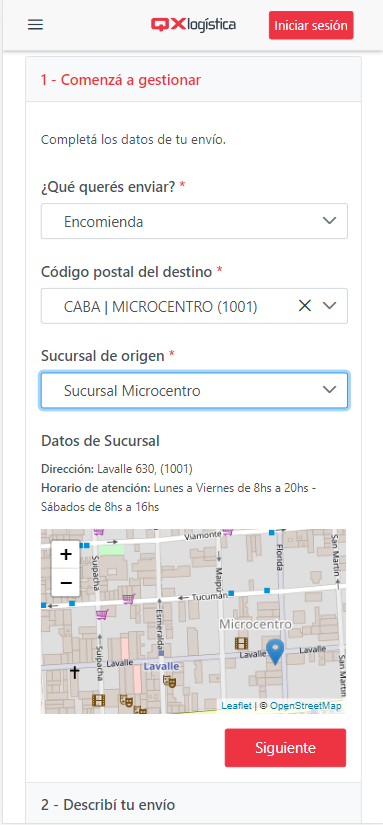 QX logística
Iniciar sesión
1 - Comenzá a gestionar
Completá los datos de tu envío.
¿Qué querés enviar? *
Encomienda
Código postal del destino *
CABA | MICROCENTRO (1001)
Sucursal de origen *
Sucursal Microcentro
Datos de Sucursal
Dirección: Lavalle 630, (1001)
Horario de atención: Lunes a Viernes de 8hs a 20hs -
Sábados de 8hs a 16hs
+
−
Viamonte
Suipacha
Maipú
Florida
San Martín
Tucumán
Esmeralda
Microcentro
Suipacha
Lavalle
Lavalle
Lavalle
San Martín
Leaflet | © OpenStreetMap
Siguiente
2 - Describí tu envío